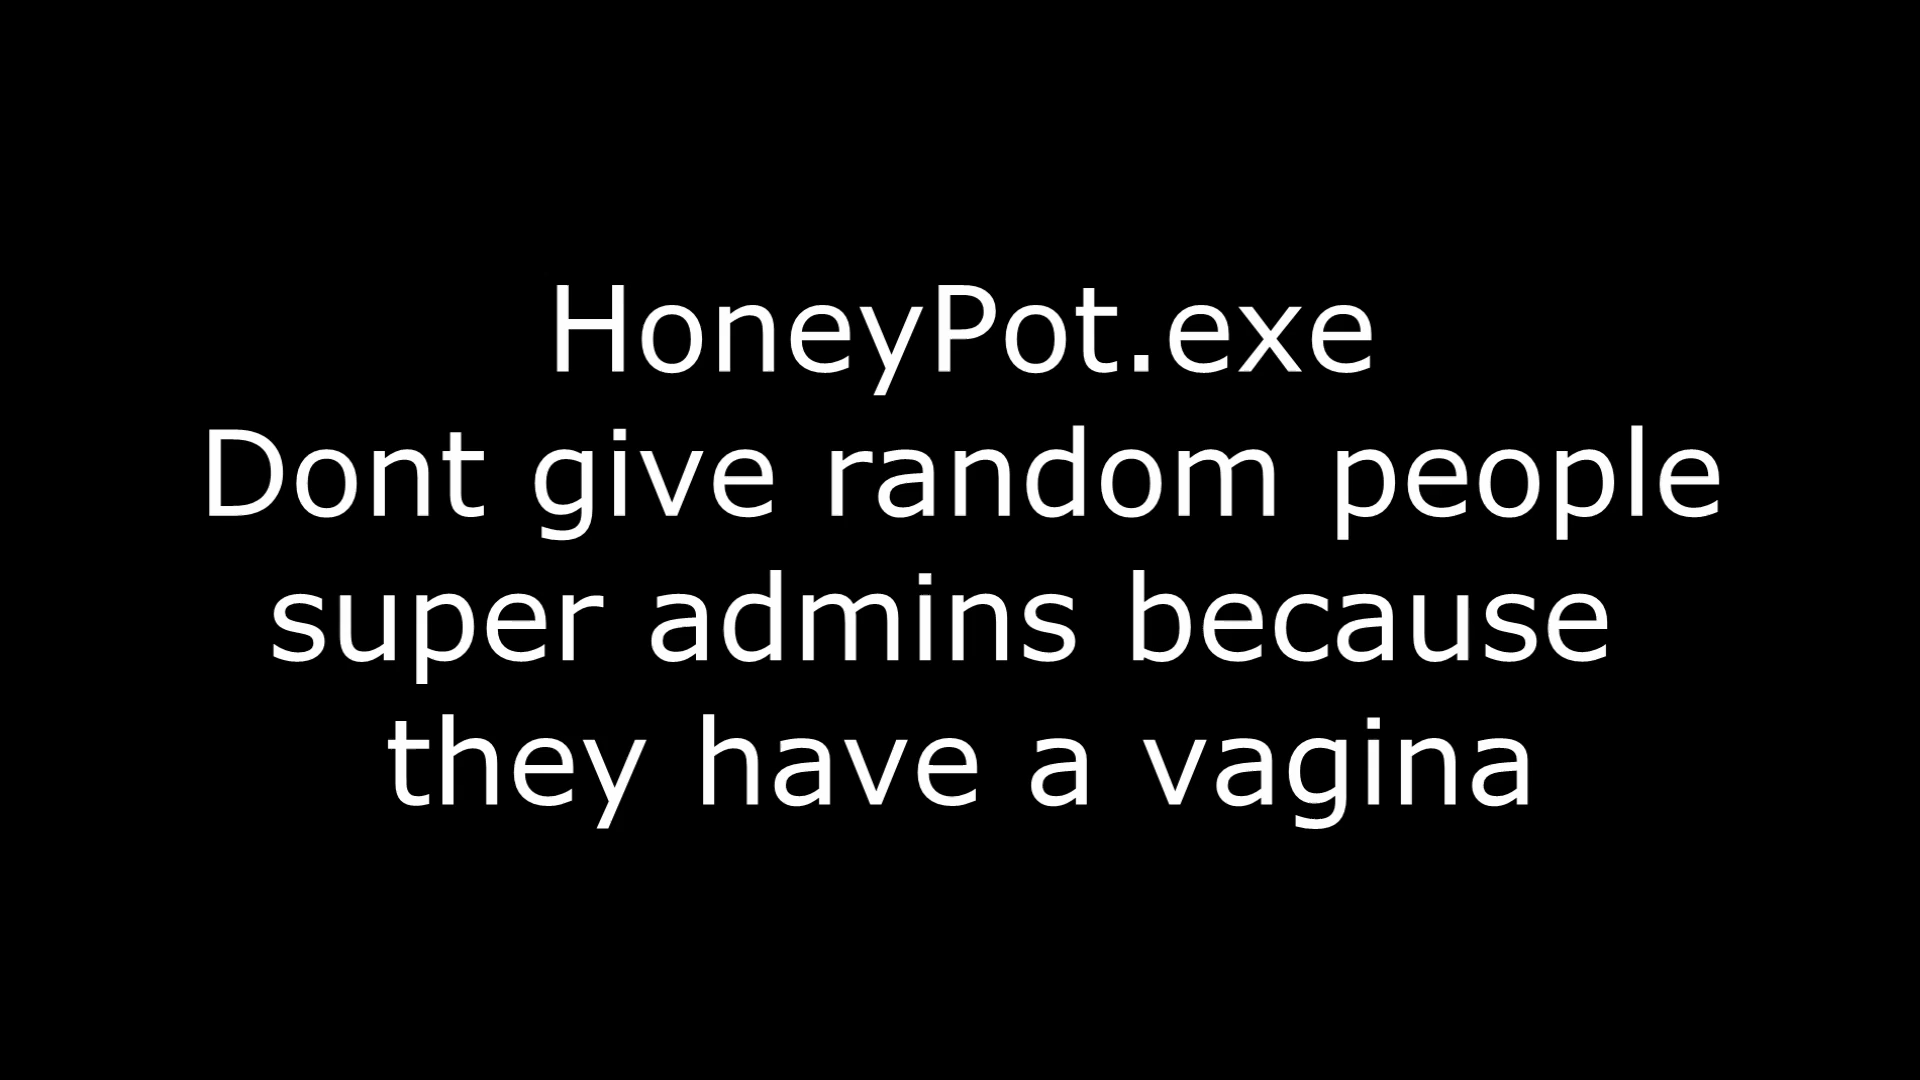 HoneyPot.exe
Dont give random people
super admins because
they have a vagina